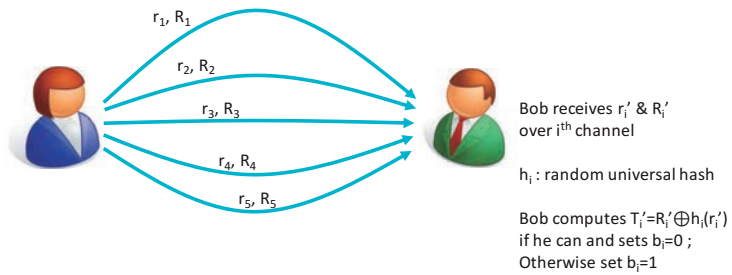 r₁, R₁
r₂, R₂
r₃, R₃
r₄, R₄
r₅, R₅
Bob receives rᵢ' & Rᵢ'
over iᵗʰ channel
hᵢ : random universal hash
Bob computes Tᵢ'=Rᵢ'⊕hᵢ(rᵢ')
if he can and sets bᵢ=0 ;
Otherwise set bᵢ=1